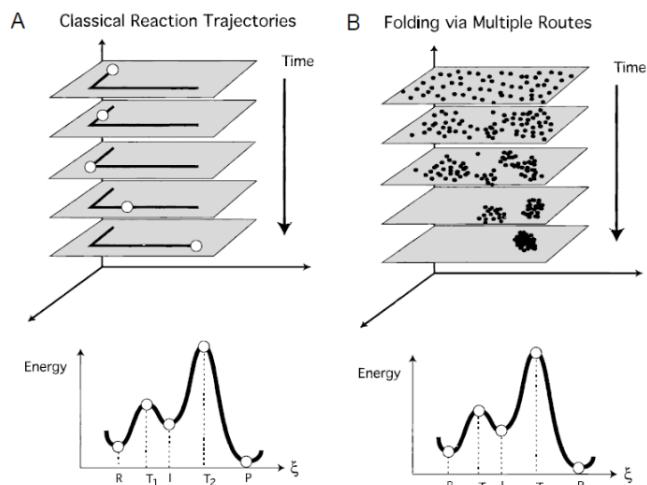 A Classical Reaction Trajectories
Time
Energy
R T1 I T2 P ξ
B Folding via Multiple Routes
Time
Energy
ξ